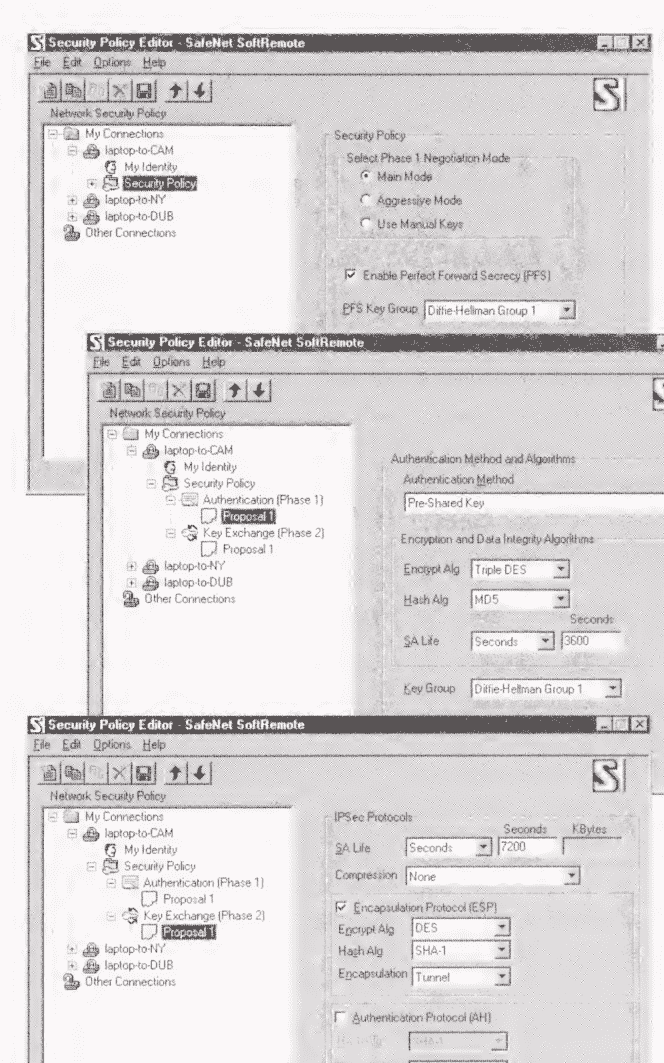 Security Policy Editor - SafeNet SoftRemote
File Edit Options Help
Network Security Policy
My Connections
laptop-to-CAM
My Identity
Security Policy
laptop-to-NY
laptop-to-DUB
Other Connections
Security Policy
Select Phase 1 Negotiation Mode
Main Mode
Aggressive Mode
Use Manual Keys
Enable Perfect Forward Secrecy (PFS)
PFS Key Group Diffie-Hellman Group 1
Security Policy Editor - SafeNet SoftRemote
File Edit Options Help
Network Security Policy
My Connections
laptop-to-CAM
My Identity
Security Policy
Authentication (Phase 1)
Proposal 1
Key Exchange (Phase 2)
Proposal 1
laptop-to-NY
laptop-to-DUB
Other Connections
Authentication Method and Algorithms
Authentication Method
Pre-Shared Key
Encryption and Data Integrity Algorithms
Encrypt Alg Triple DES
Hash Alg MD5
Seconds
SA Life Seconds 3600
Key Group Diffie-Hellman Group 1
Security Policy Editor - SafeNet SoftRemote
File Edit Options Help
Network Security Policy
My Connections
laptop-to-CAM
My Identity
Security Policy
Authentication (Phase 1)
Proposal 1
Key Exchange (Phase 2)
Proposal 1
laptop-to-NY
laptop-to-DUB
Other Connections
IPSec Protocols
Seconds KBytes
SA Life Seconds 7200
Compression None
Encapsulation Protocol (ESP)
Encrypt Alg DES
Hash Alg SHA-1
Encapsulation Tunnel
Authentication Protocol (AH)
SHA-1